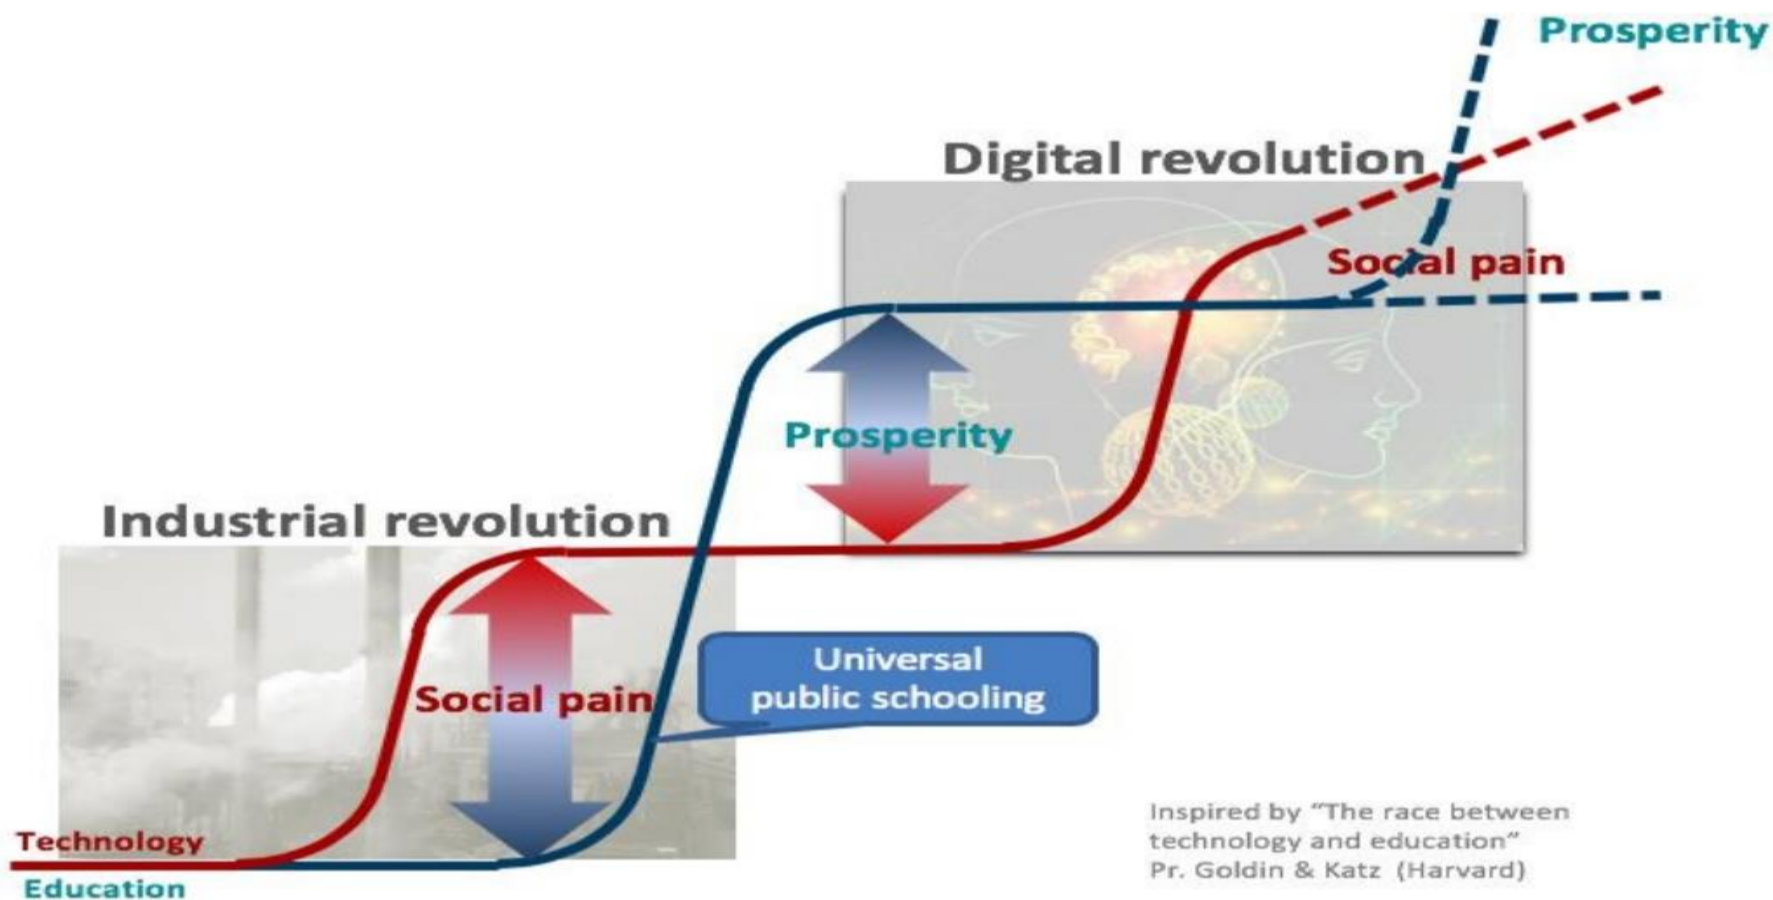 Prosperity
Digital revolution
Social pain
Prosperity
Industrial revolution
Universal
public schooling
Social pain
Technology
Education
Inspired by “The race between
technology and education”
Pr. Goldin & Katz (Harvard)